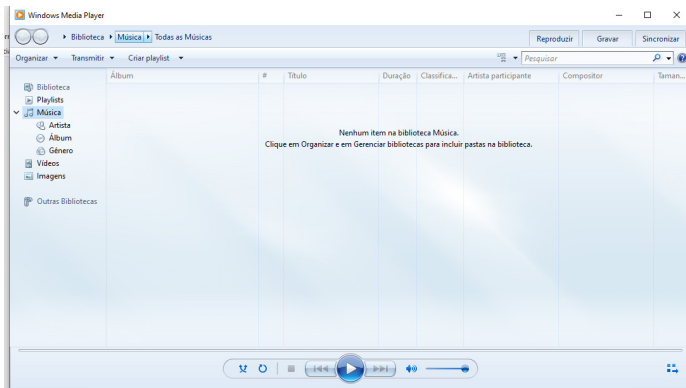 Windows Media Player
Biblioteca Música Todas as Músicas
Reproduzir Gravar Sincronizar
Organizar Transmitir Criar playlist Pesquisar
Álbum # Título Duração Classifica... Artista participante Compositor Taman...
Biblioteca
Playlists
Música
Artista
Álbum
Gênero
Vídeos
Imagens
Outras Bibliotecas
Nenhum item na biblioteca Música.
Clique em Organizar e em Gerenciar bibliotecas para incluir pastas na biblioteca.